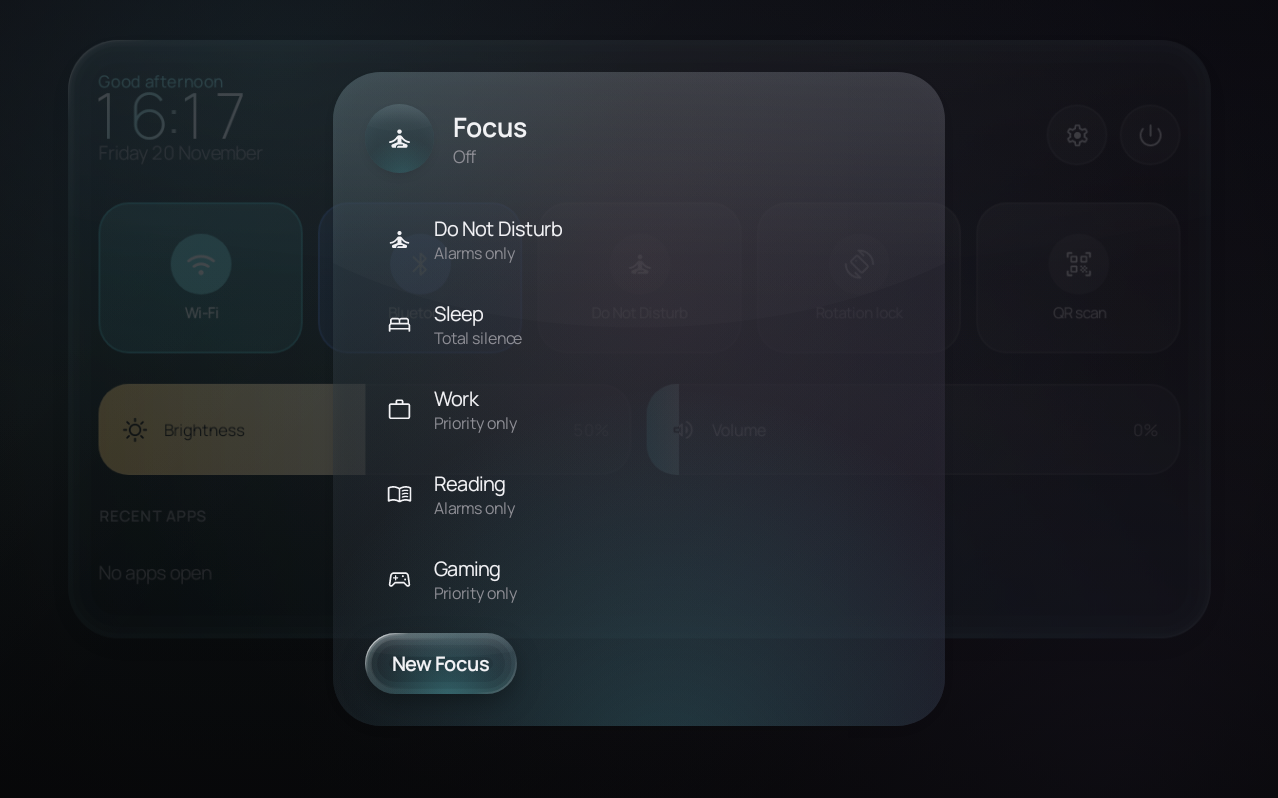 Good afternoon
16:17
Friday 20 November
Focus
Off
Do Not Disturb
Alarms only
Sleep
Total silence
Work
Priority only
Reading
Alarms only
Gaming
Priority only
New Focus
Wi-Fi
Do Not Disturb
Rotation lock
QR scan
Brightness
50%
Volume
0%
RECENT APPS
No apps open